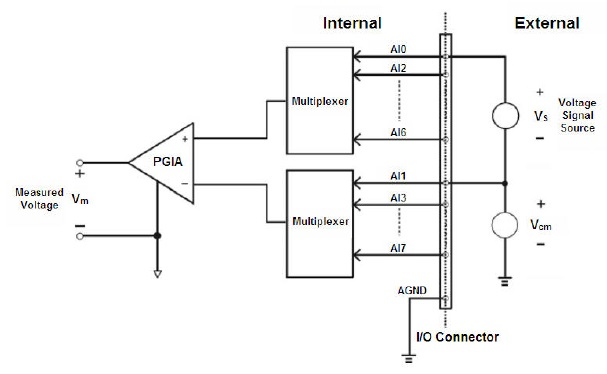 Internal
External
AI0
AI2
AI6
Multiplexer
AI1
AI3
AI7
Multiplexer
AGND
I/O Connector
PGIA
+
−
Measured
Voltage
+
Vm
−
+
Vs
−
Voltage
Signal
Source
+
Vcm
−